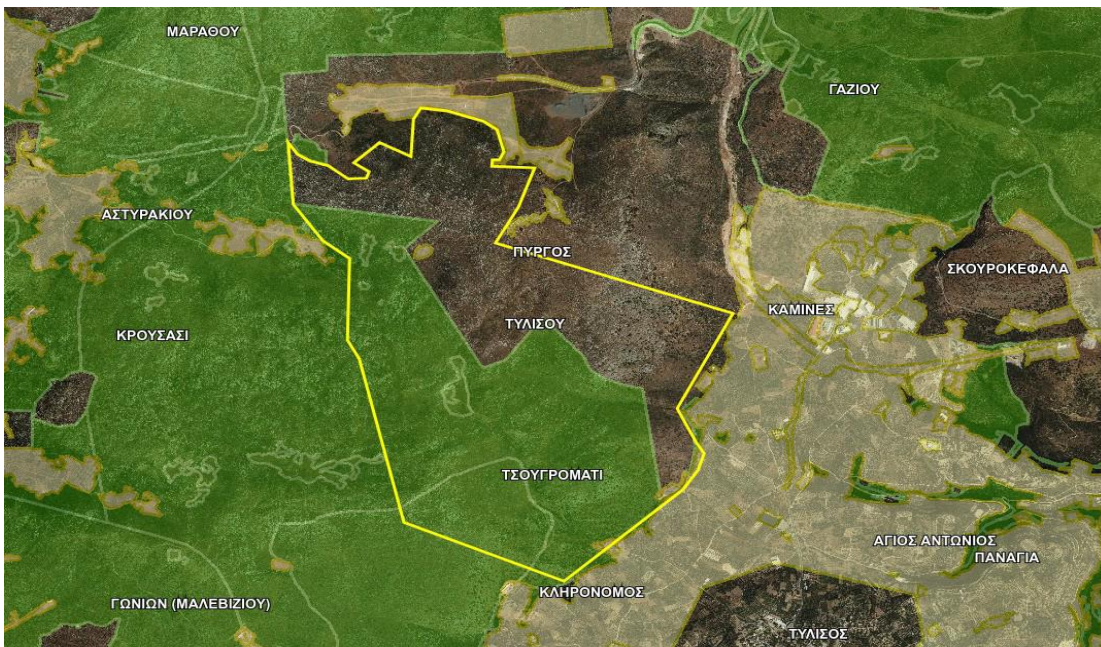 ΜΑΡΑΘΟΥ
ΓΑΖΙΟΥ
ΑΣΤΥΡΑΚΙΟΥ
ΠΥΡΓΟΣ
ΣΚΟΥΡΟΚΕΦΑΛΑ
ΚΑΜΙΝΕΣ
ΤΥΛΙΣΟΥ
ΚΡΟΥΣΑΣΙ
ΤΣΟΥΓΡΟΜΑΤΙ
ΑΓΙΟΣ ΑΝΤΩΝΙΟΣ
ΠΑΝΑΓΙΑ
ΚΛΗΡΟΝΟΜΟΣ
ΓΩΝΙΩΝ (ΜΑΛΕΒΙΖΙΟΥ)
ΤΥΛΙΣΟΣ